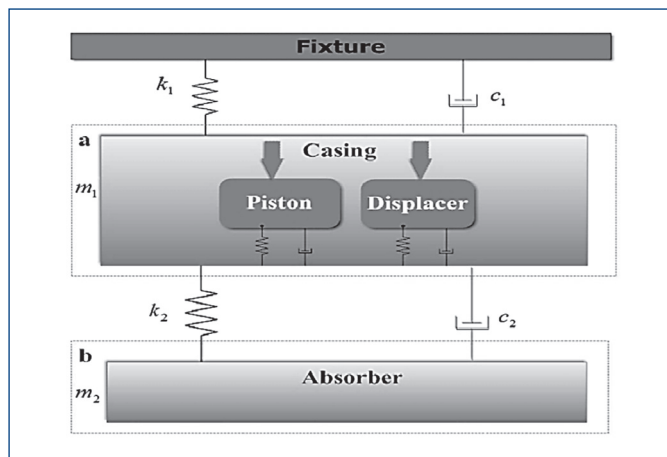 Fixture
k₁
c₁
a
Casing
m₁
Piston
Displacer
k₂
c₂
b
Absorber
m₂